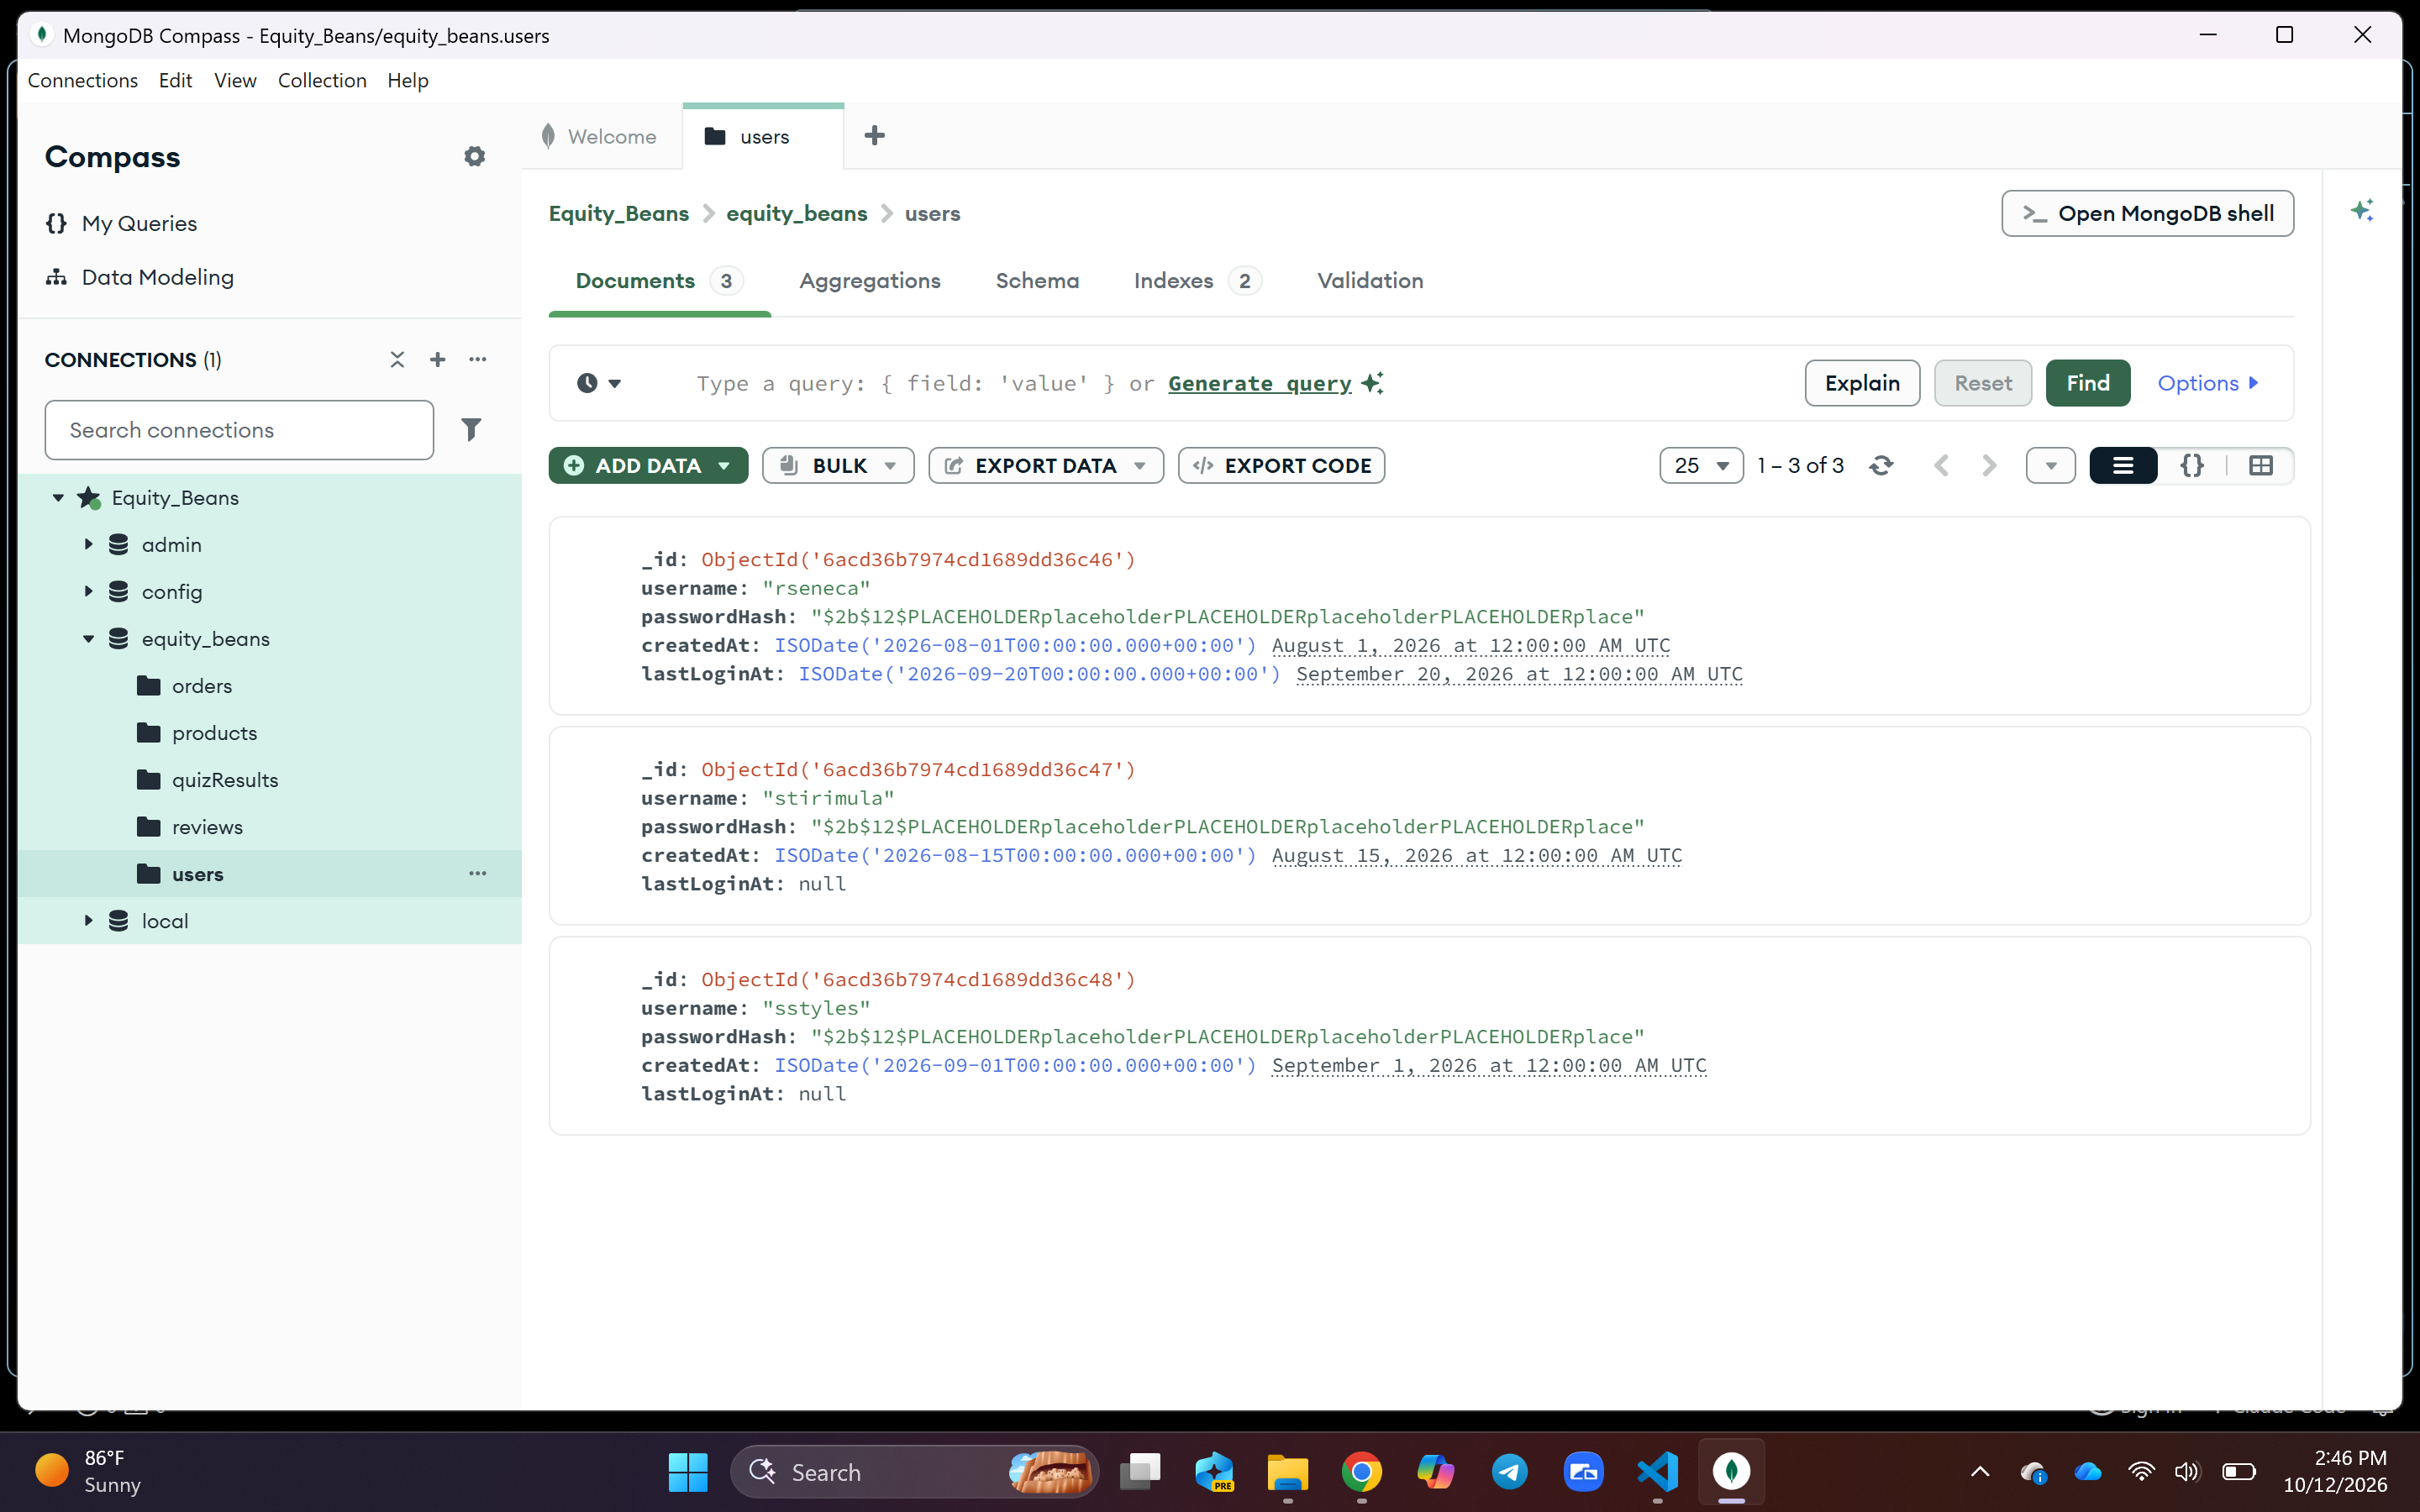 MongoDB Compass - Equity_Beans/equity_beans.users
Connections Edit View Collection Help
Compass
My Queries
Data Modeling
CONNECTIONS (1)
Search connections
Equity_Beans
admin
config
equity_beans
orders
products
quizResults
reviews
users
local
Welcome
users
Equity_Beans > equity_beans > users
>_ Open MongoDB shell
Documents 3 Aggregations Schema Indexes 2 Validation
Type a query: { field: 'value' } or Generate query
Explain Reset Find Options
ADD DATA BULK EXPORT DATA EXPORT CODE
25 1 – 3 of 3
_id: ObjectId('6acd36b7974cd1689dd36c46')
username: "rseneca"
passwordHash: "$2b$12$PLACEHOLDERplaceholderPLACEHOLDERplaceholderPLACEHOLDERplace"
createdAt: ISODate('2026-08-01T00:00:00.000+00:00') August 1, 2026 at 12:00:00 AM UTC
lastLoginAt: ISODate('2026-09-20T00:00:00.000+00:00') September 20, 2026 at 12:00:00 AM UTC
_id: ObjectId('6acd36b7974cd1689dd36c47')
username: "stirimula"
passwordHash: "$2b$12$PLACEHOLDERplaceholderPLACEHOLDERplaceholderPLACEHOLDERplace"
createdAt: ISODate('2026-08-15T00:00:00.000+00:00') August 15, 2026 at 12:00:00 AM UTC
lastLoginAt: null
_id: ObjectId('6acd36b7974cd1689dd36c48')
username: "sstyles"
passwordHash: "$2b$12$PLACEHOLDERplaceholderPLACEHOLDERplaceholderPLACEHOLDERplace"
createdAt: ISODate('2026-09-01T00:00:00.000+00:00') September 1, 2026 at 12:00:00 AM UTC
lastLoginAt: null
86°F
Sunny
Search
PRE
2:46 PM
10/12/2026